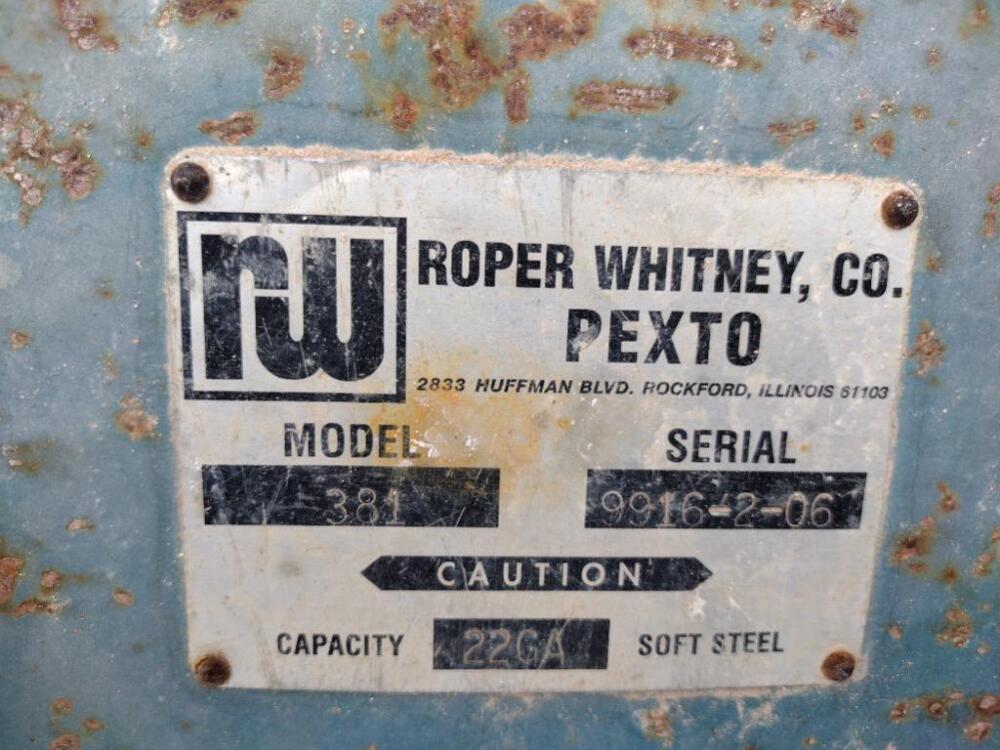 rw
ROPER WHITNEY, CO.
PEXTO
2833 HUFFMAN BLVD. ROCKFORD, ILLINOIS 61103
MODEL SERIAL
381 9916-2-06
CAUTION
CAPACITY 22GA SOFT STEEL